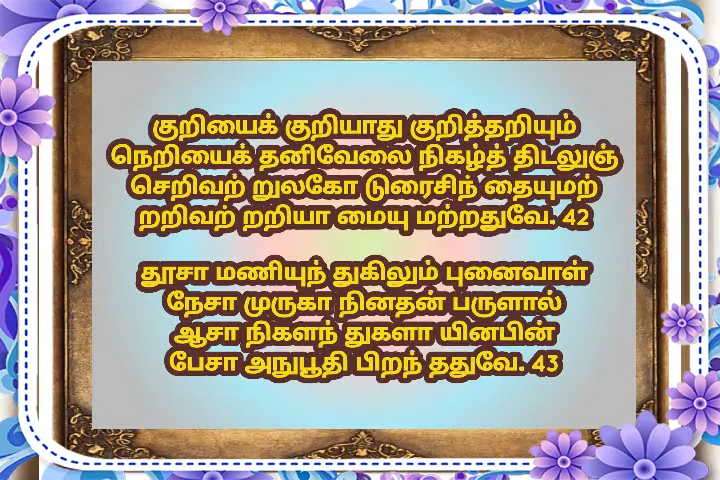 குறியைக் குறியாது குறித்தறியும்
நெறியைக் தனிவேலை நிகழ்த் திடலுஞ்
செறிவற் றுலகோ டுரைசிந் தையுமற்
றறிவற் றறியா மையு மற்றதுவே. 42
தூசா மணியுந் துகிலும் புனைவாள்
நேசா முருகா நினதன் பருளால்
ஆசா நிகளந் துகளா யினபின்
பேசா அநுபூதி பிறந் ததுவே. 43